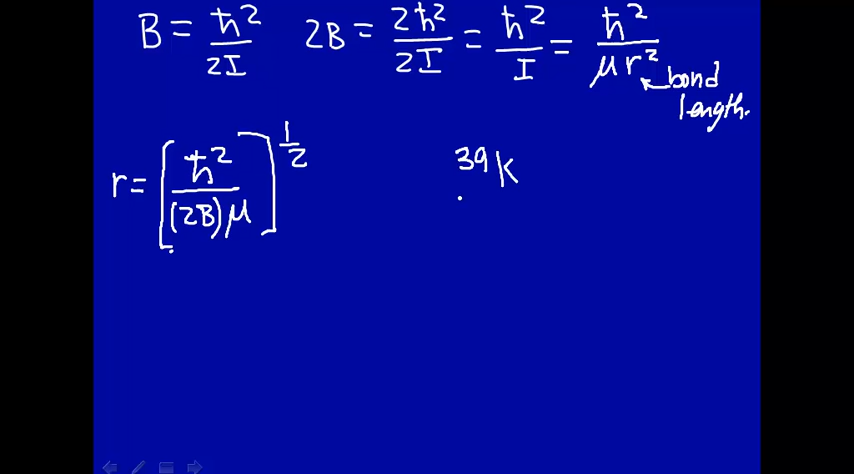 B = ħ²/2I 2B = 2ħ²/2I = ħ²/I = ħ²/μr²
bond
length.
r = [ħ²/(2B)μ]^1/2
39K